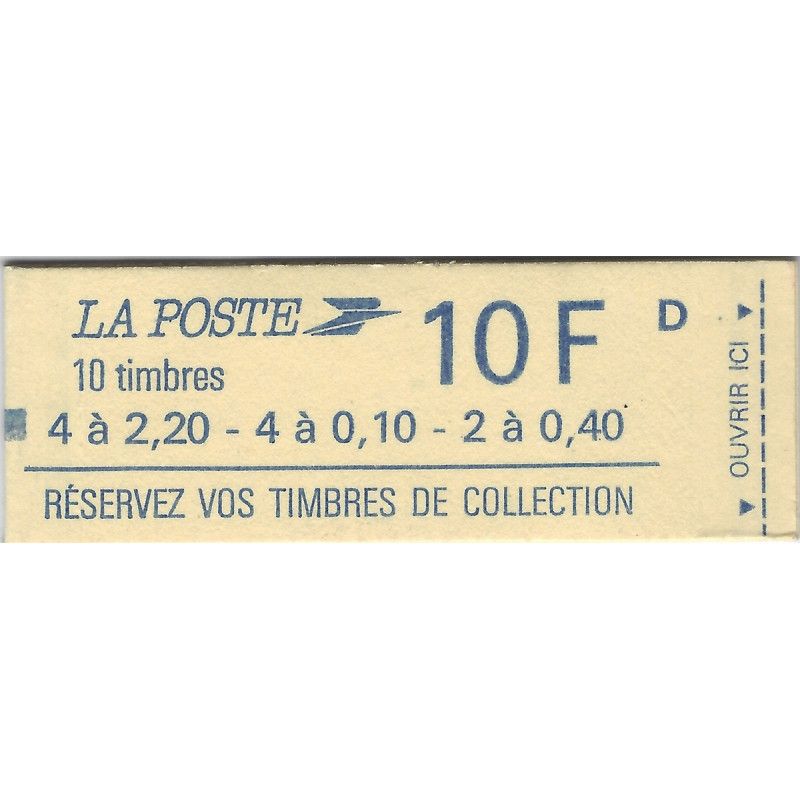 LA POSTE 10 F D
10 timbres
4 à 2,20 - 4 à 0,10 - 2 à 0,40
RÉSERVEZ VOS TIMBRES DE COLLECTION
OUVRIR ICI